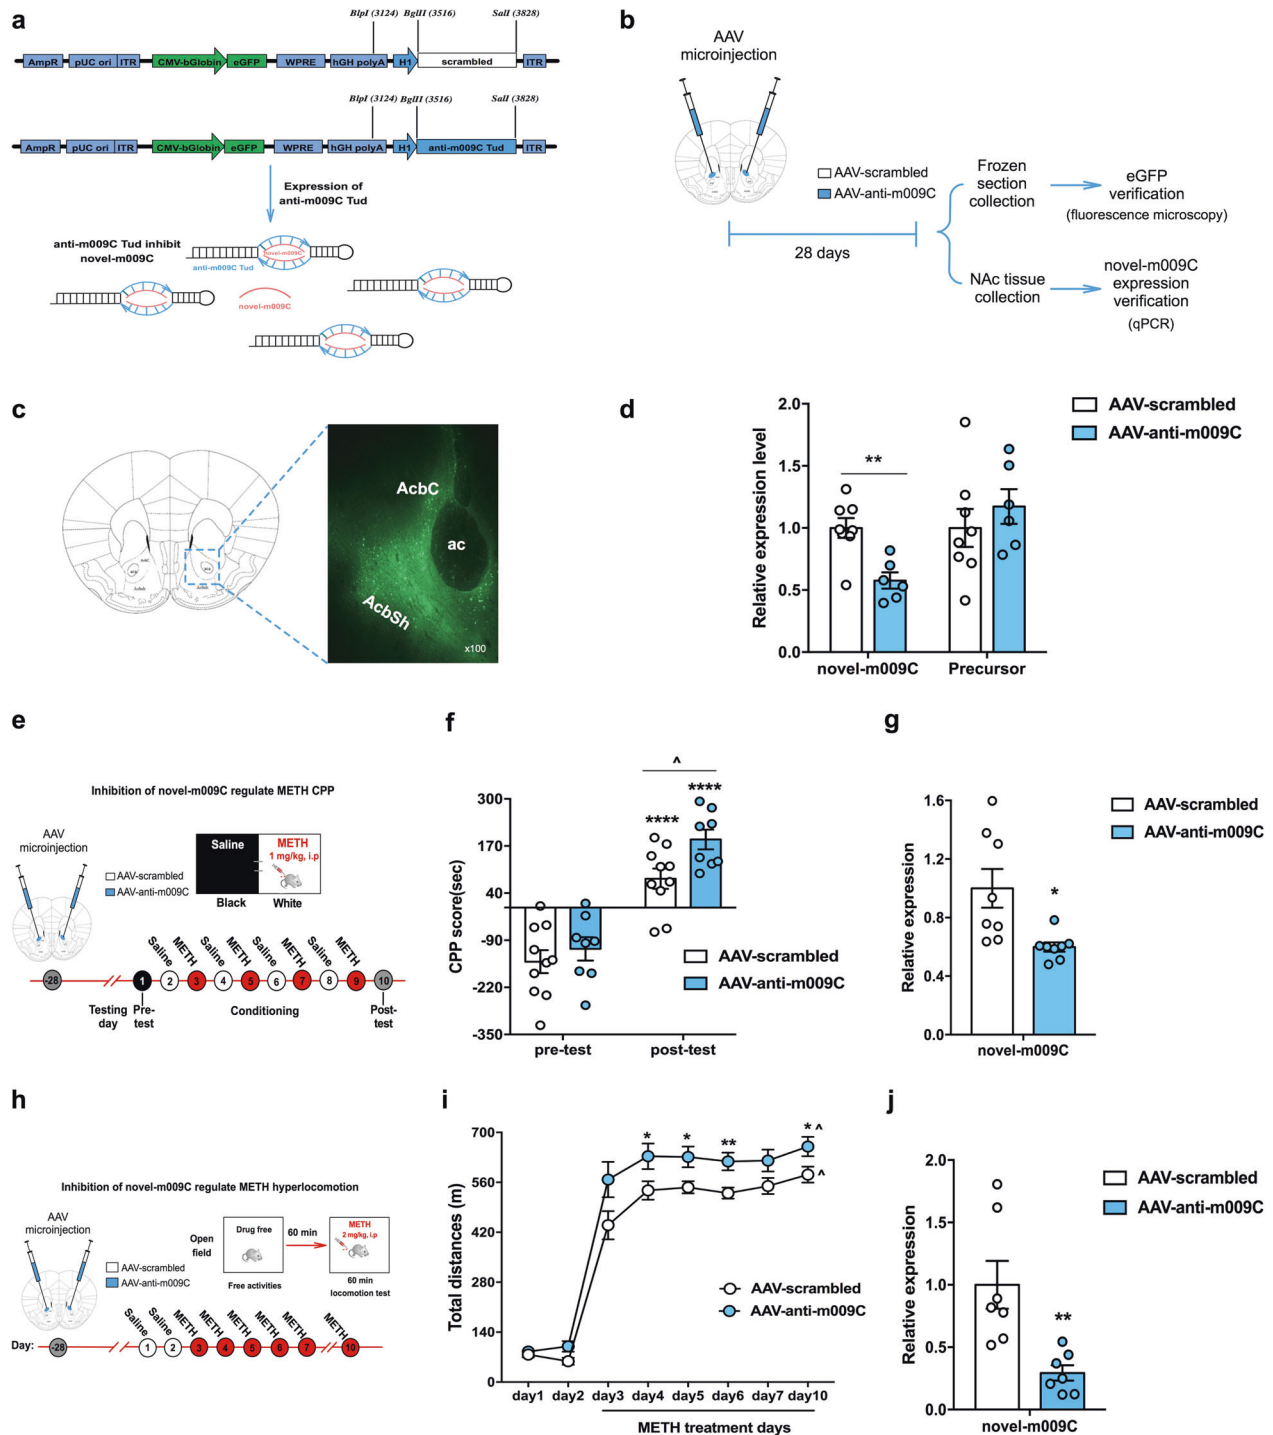 a
BlpI (3124) BglII (3516) SalI (3828)
AmpR pUC ori ITR CMV-bGlobin eGFP WPRE hGH polyA H1 scrambled ITR
BlpI (3124) BglII (3516) SalI (3828)
AmpR pUC ori ITR CMV-bGlobin eGFP WPRE hGH polyA H1 anti-m009C Tud ITR
Expression of
anti-m009C Tud
anti-m009C Tud inhibit
novel-m009C
novel-m009C
anti-m009C Tud
novel-m009C
b
AAV
microinjection
AAV-scrambled
AAV-anti-m009C
28 days
Frozen
section
collection
eGFP
verification
(fluorescence microscopy)
NAc tissue
collection
novel-m009C
expression
verification
(qPCR)
c
AcbC
ac
AcbSh
x100
d
AAV-scrambled
AAV-anti-m009C
Relative expression level
2.0
1.5
1.0
0.5
0.0
**
novel-m009C Precursor
e
Inhibition of novel-m009C regulate METH CPP
AAV
microinjection
AAV-scrambled
AAV-anti-m009C
Saline METH
1 mg/kg, i.p
Black White
Saline METH Saline METH Saline METH Saline METH
-28 1 2 3 4 5 6 7 8 9 10
Testing
day
Pre-
test
Conditioning
Post-
test
f
CPP score(sec)
300
170
40
-90
-220
-350
^
**** ****
AAV-scrambled
AAV-anti-m009C
pre-test post-test
g
AAV-scrambled
AAV-anti-m009C
Relative expression
1.6
1.2
0.8
0.4
0.0
*
novel-m009C
h
Inhibition of novel-m009C regulate METH hyperlocomotion
AAV
microinjection
AAV-scrambled
AAV-anti-m009C
Open
field
Drug free
Free activities
60 min
METH
2 mg/kg, i.p
60 min
locomotion test
Saline Saline METH METH METH METH METH METH
Day: -28 1 2 3 4 5 6 7 10
i
Total distances (m)
700
560
420
280
140
0
* * ** *^
^
AAV-scrambled
AAV-anti-m009C
day1 day2 day3 day4 day5 day6 day7 day10
METH treatment days
j
AAV-scrambled
AAV-anti-m009C
Relative expression
2.0
1.5
1.0
0.5
0.0
**
novel-m009C